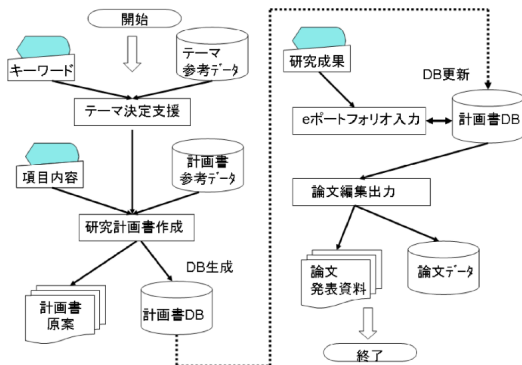 開始
キーワード
テーマ
参考データ
テーマ決定支援
項目内容
計画書
参考データ
研究計画書作成
DB生成
計画書
原案
計画書DB
研究成果
DB更新
eポートフォリオ入力
計画書DB
論文編集出力
論文
発表資料
論文データ
終了